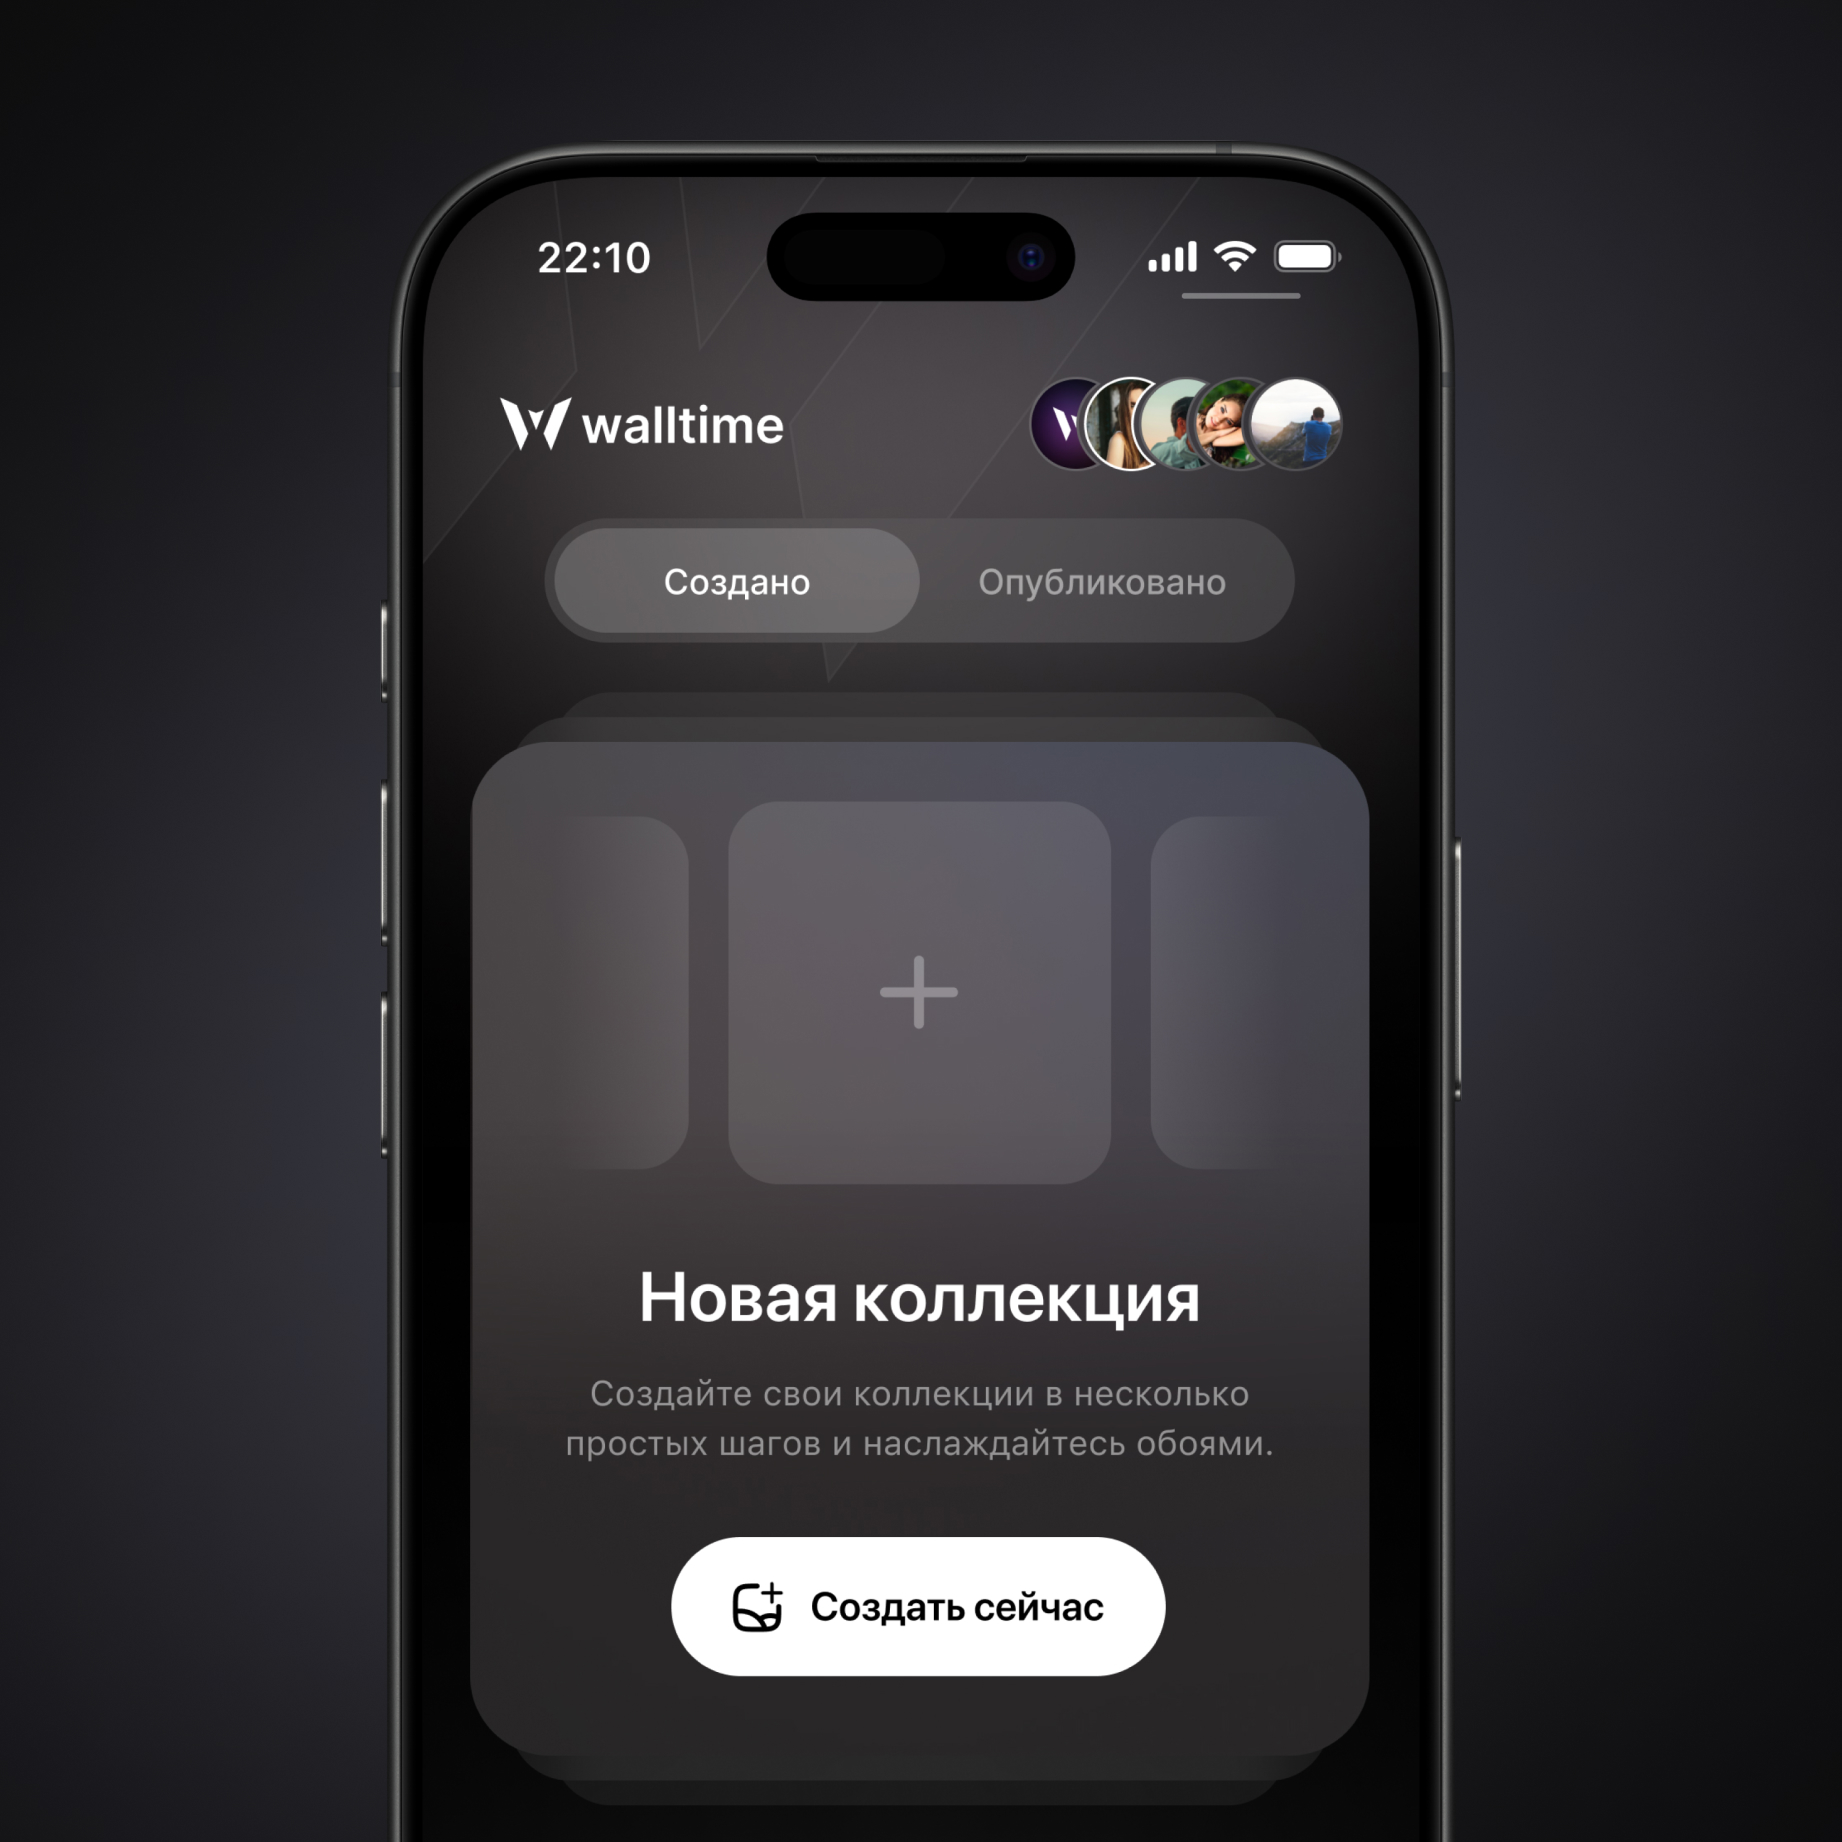 22:10
walltime
Создано
Опубликовано
Новая коллекция
Создайте свои коллекции в несколько
простых шагов и наслаждайтесь обоями.
Создать сейчас